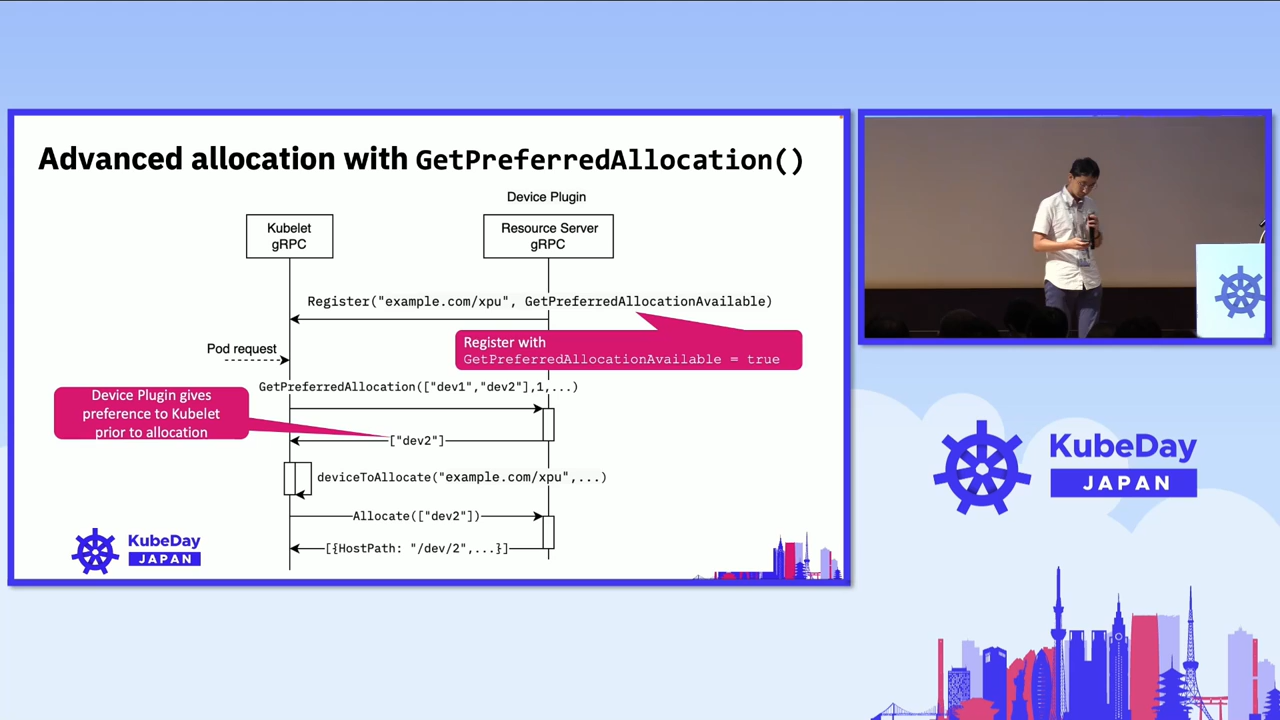 Advanced allocation with GetPreferredAllocation()
Device Plugin
Kubelet
gRPC
Resource Server
gRPC
Register("example.com/xpu", GetPreferredAllocationAvailable)
Register with
GetPreferredAllocationAvailable = true
Pod request
GetPreferredAllocation(["dev1","dev2"],1,...)
Device Plugin gives
preference to Kubelet
prior to allocation
["dev2"]
deviceToAllocate("example.com/xpu",...)
Allocate(["dev2"])
[{HostPath: "/dev/2",...}]
KubeDay
JAPAN
KubeDay
JAPAN